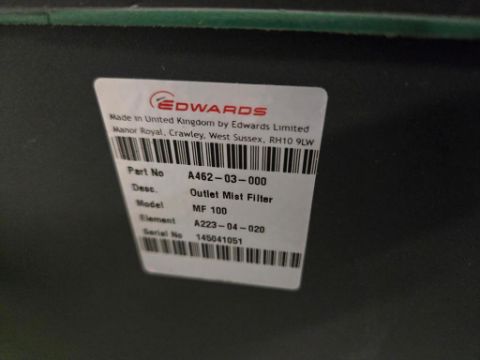 EDWARDS
Made in United Kingdom by Edwards Limited
Manor Royal, Crawley, West Sussex, RH10 9LW
Part No A462-03-000
Desc. Outlet Mist Filter
Model MF 100
Element A223-04-020
Serial No 145041051